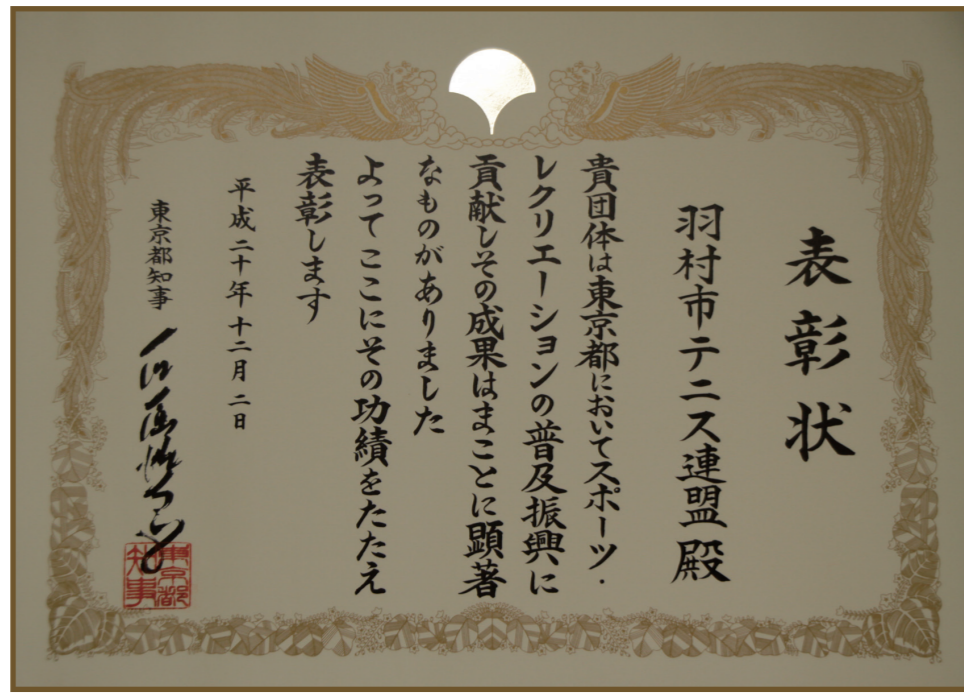 表彰状
羽村市テニス連盟殿
貴団体は東京都においてスポーツ・
レクリエーションの普及振興に
貢献しその成果はまことに顕著
なものがありました
よってここにその功績をたたえ
表彰します
平成二十年十二月二日
東京都知事
東京都
知事